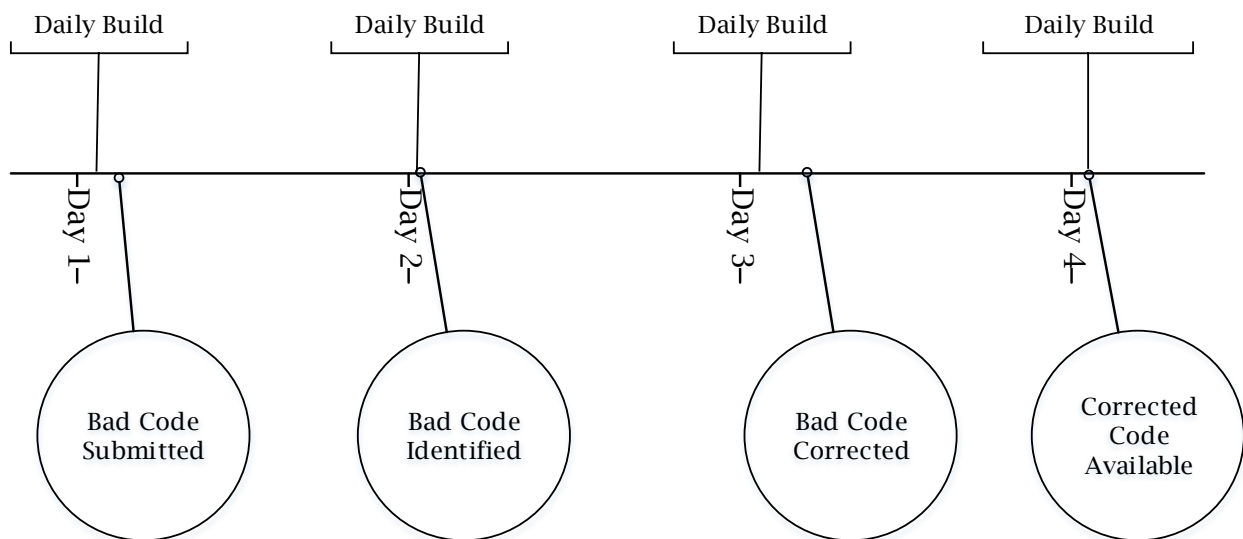 Daily Build
Daily Build
Daily Build
Daily Build
Day 1
Day 2
Day 3
Day 4
Bad Code
Submitted
Bad Code
Identified
Bad Code
Corrected
Corrected
Code
Available